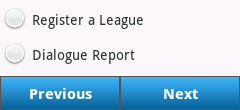 Register a League
Dialogue Report
Previous Next